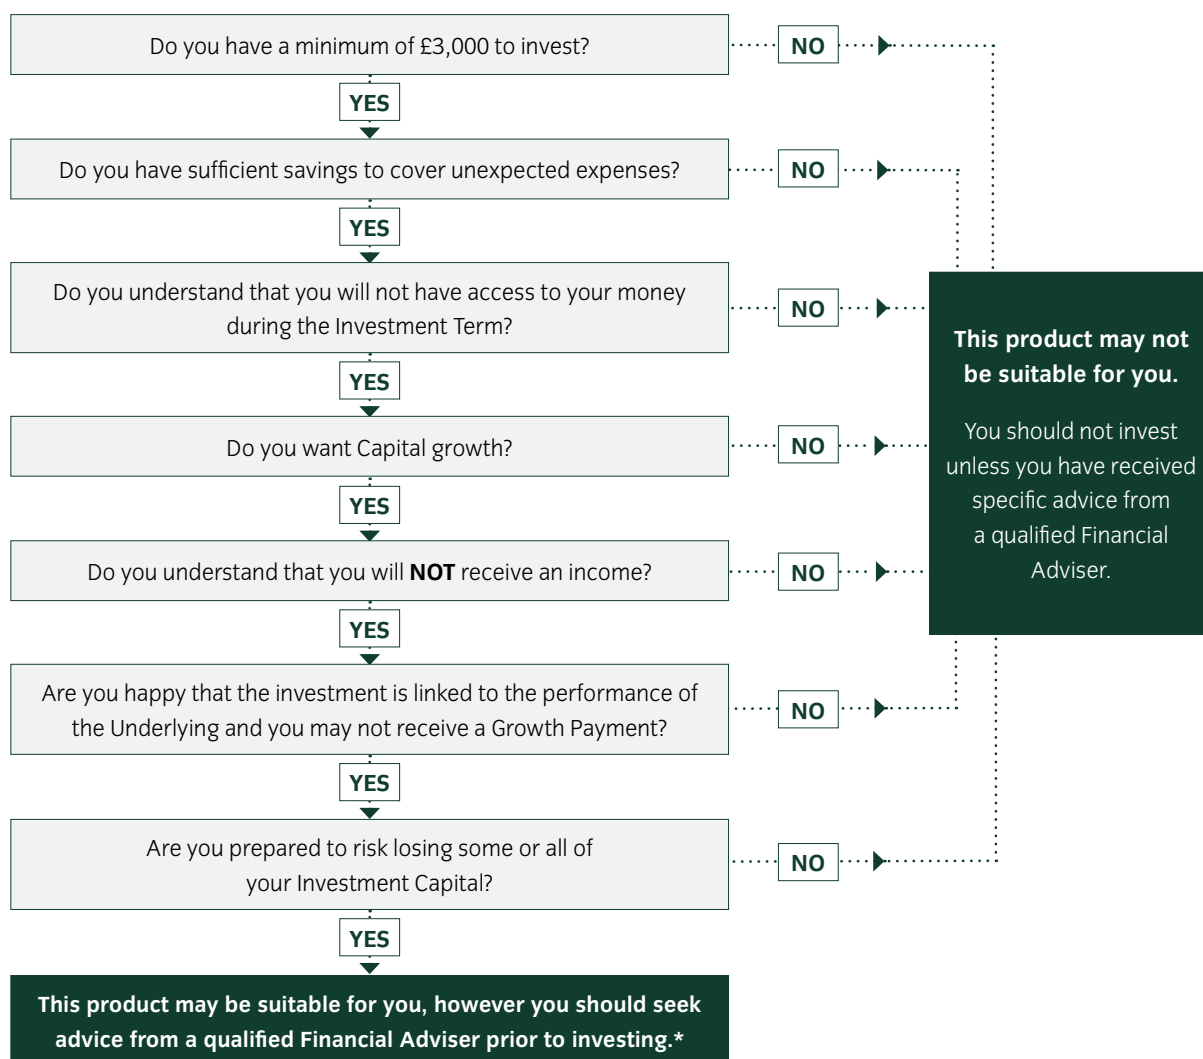 Do you have a minimum of £3,000 to invest?
NO
YES
Do you have sufficient savings to cover unexpected expenses?
NO
YES
Do you understand that you will not have access to your money
during the Investment Term?
NO
YES
Do you want Capital growth?
NO
YES
Do you understand that you will NOT receive an income?
NO
YES
Are you happy that the investment is linked to the performance of
the Underlying and you may not receive a Growth Payment?
NO
YES
Are you prepared to risk losing some or all of
your Investment Capital?
NO
YES
This product may be suitable for you, however you should seek
advice from a qualified Financial Adviser prior to investing.*
This product may not
be suitable for you.
You should not invest
unless you have received
specific advice from
a qualified Financial
Adviser.